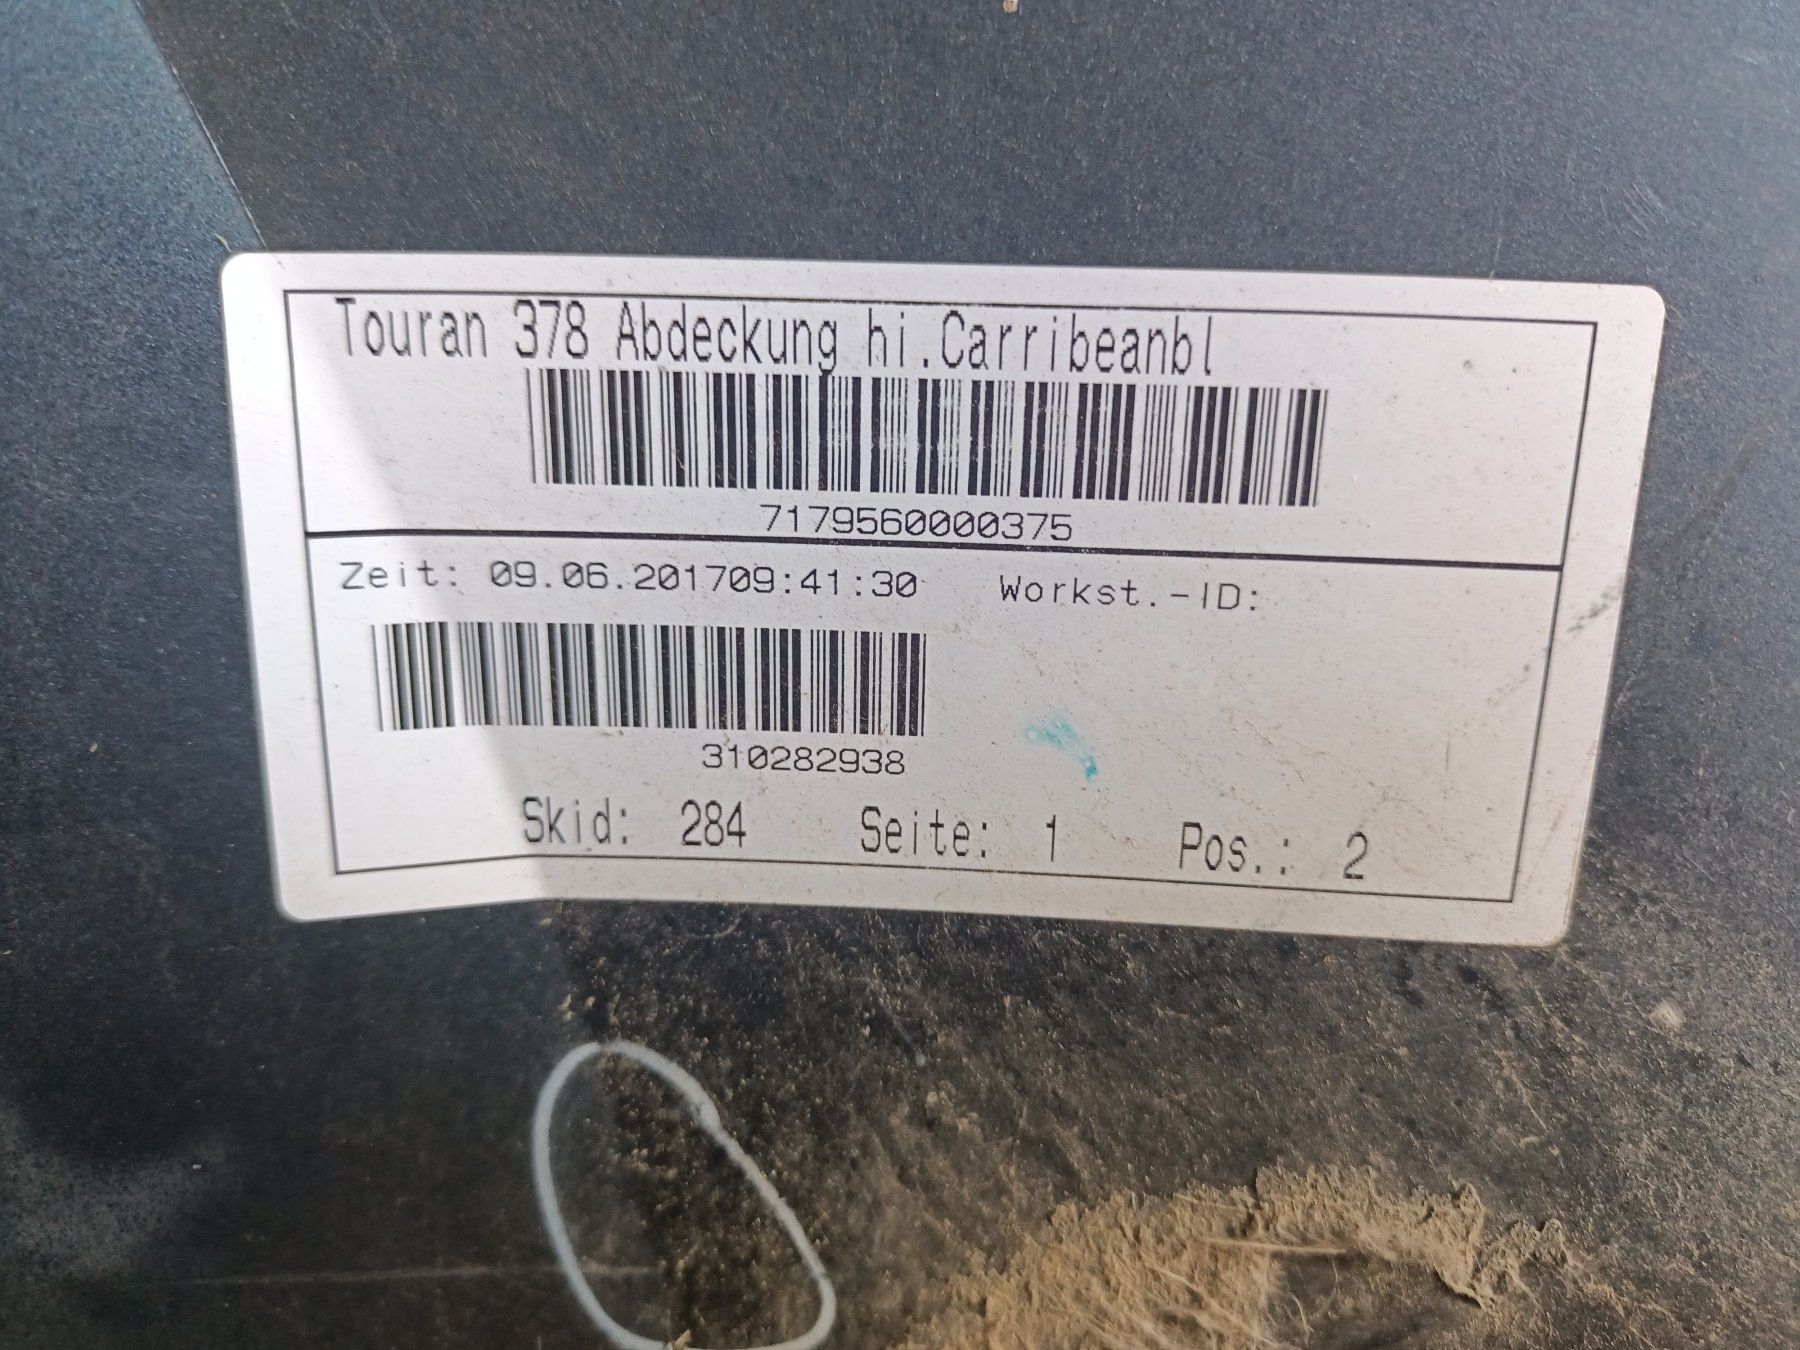 Touran 378 Abdeckung hi.Carribeanbl
7179560000375
Zeit: 09.06.201709:41:30 Workst.-ID:
310282938
Skid: 284 Seite: 1 Pos.: 2